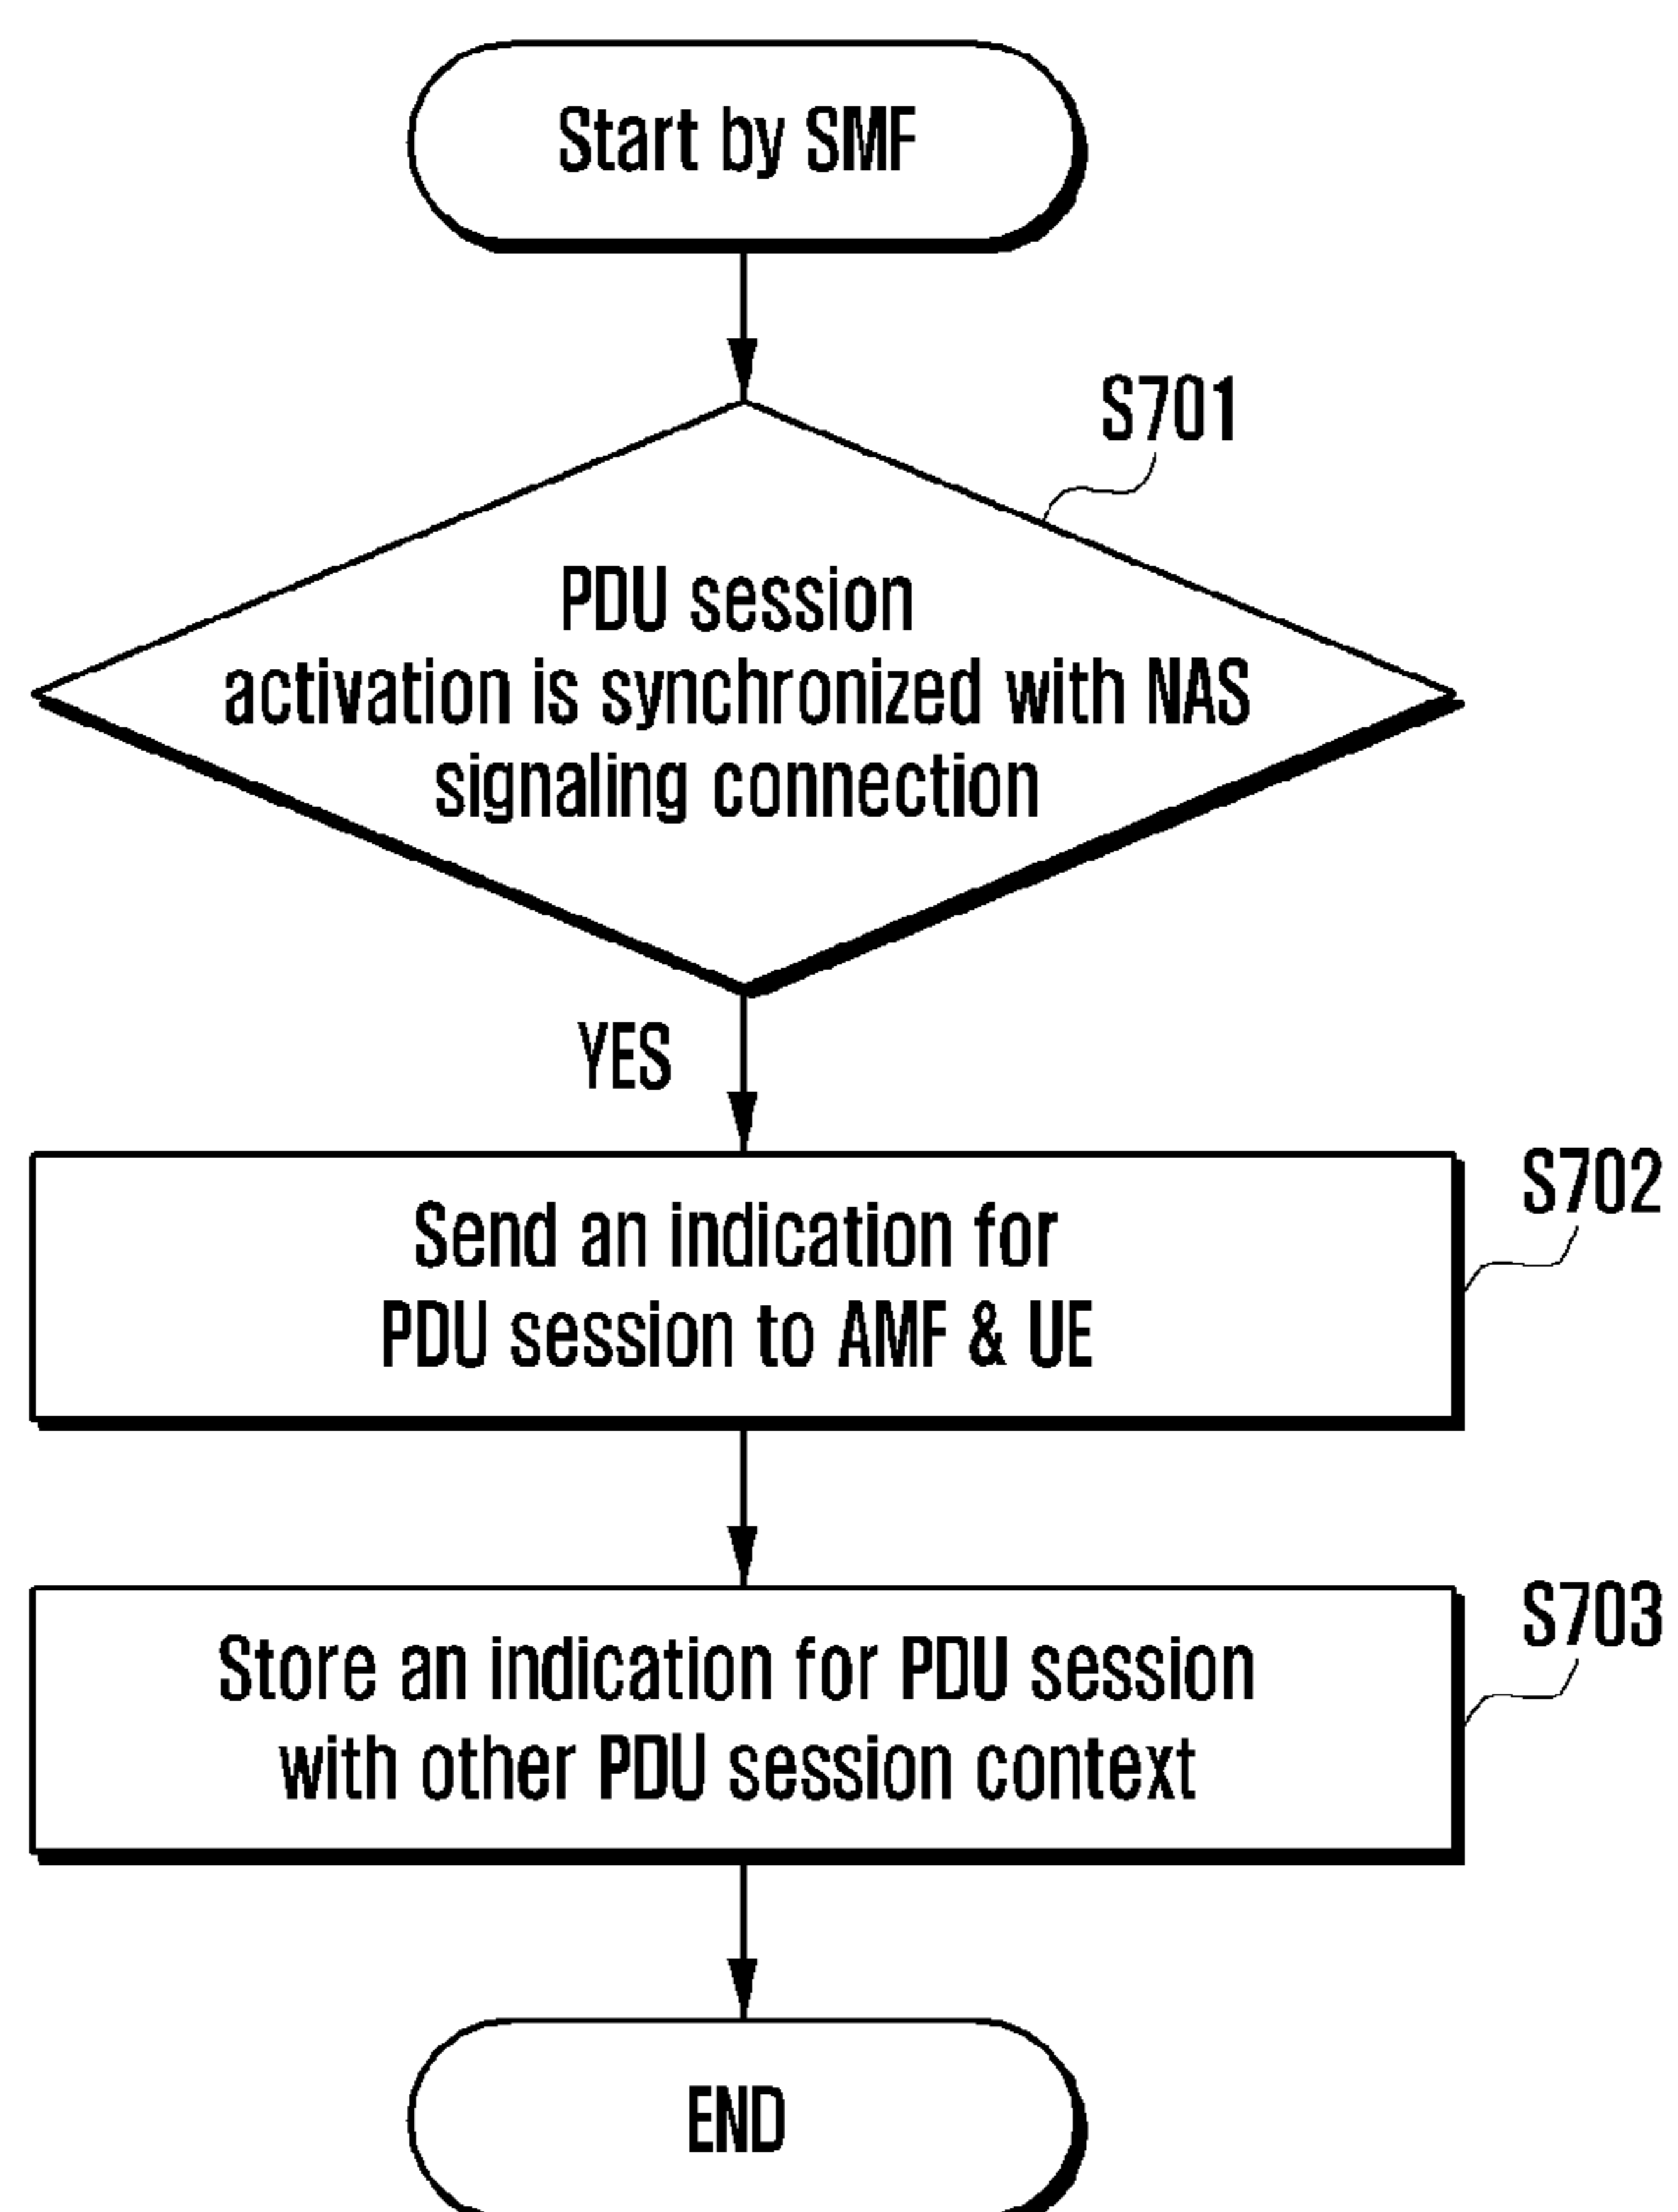 Start by SMF
S701
PDU session
activation is synchronized with NAS
signaling connection
YES
S702
Send an indication for
PDU session to AMF & UE
S703
Store an indication for PDU session
with other PDU session context
END